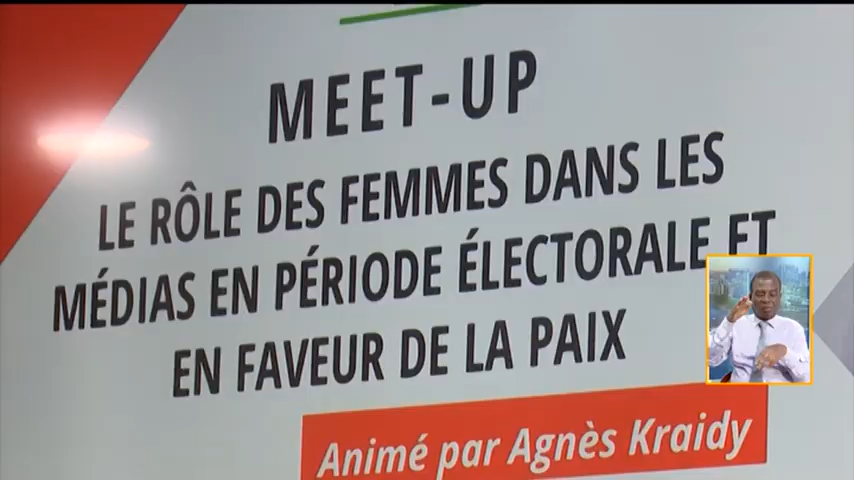 MEET-UP
LE RÔLE DES FEMMES DANS LES
MÉDIAS EN PÉRIODE ÉLECTORALE ET
EN FAVEUR DE LA PAIX
Animé par Agnès Kraidy